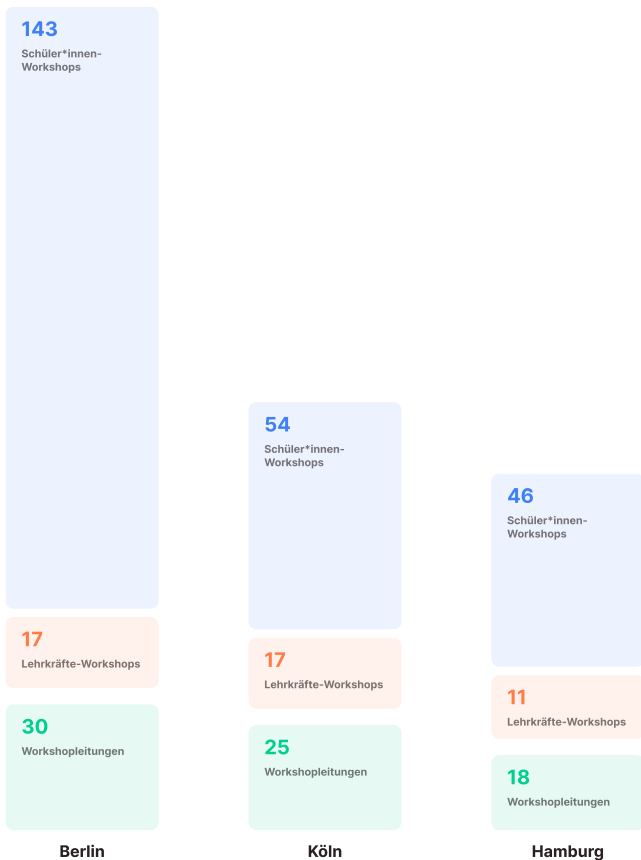 143
Schüler*innen-
Workshops
17
Lehrkräfte-Workshops
30
Workshopleitungen
Berlin
54
Schüler*innen-
Workshops
17
Lehrkräfte-Workshops
25
Workshopleitungen
Köln
46
Schüler*innen-
Workshops
11
Lehrkräfte-Workshops
18
Workshopleitungen
Hamburg